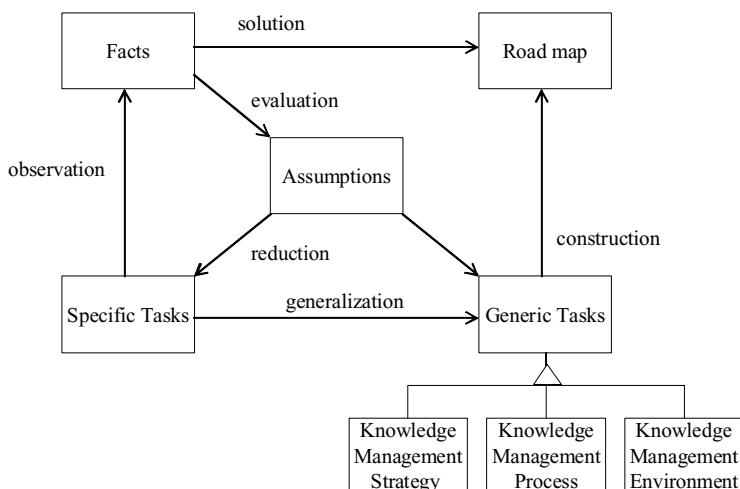 solution
Facts
Road map
evaluation
observation
Assumptions
reduction
construction
generalization
Specific Tasks
Generic Tasks
Knowledge
Management
Strategy
Knowledge
Management
Process
Knowledge
Management
Environment